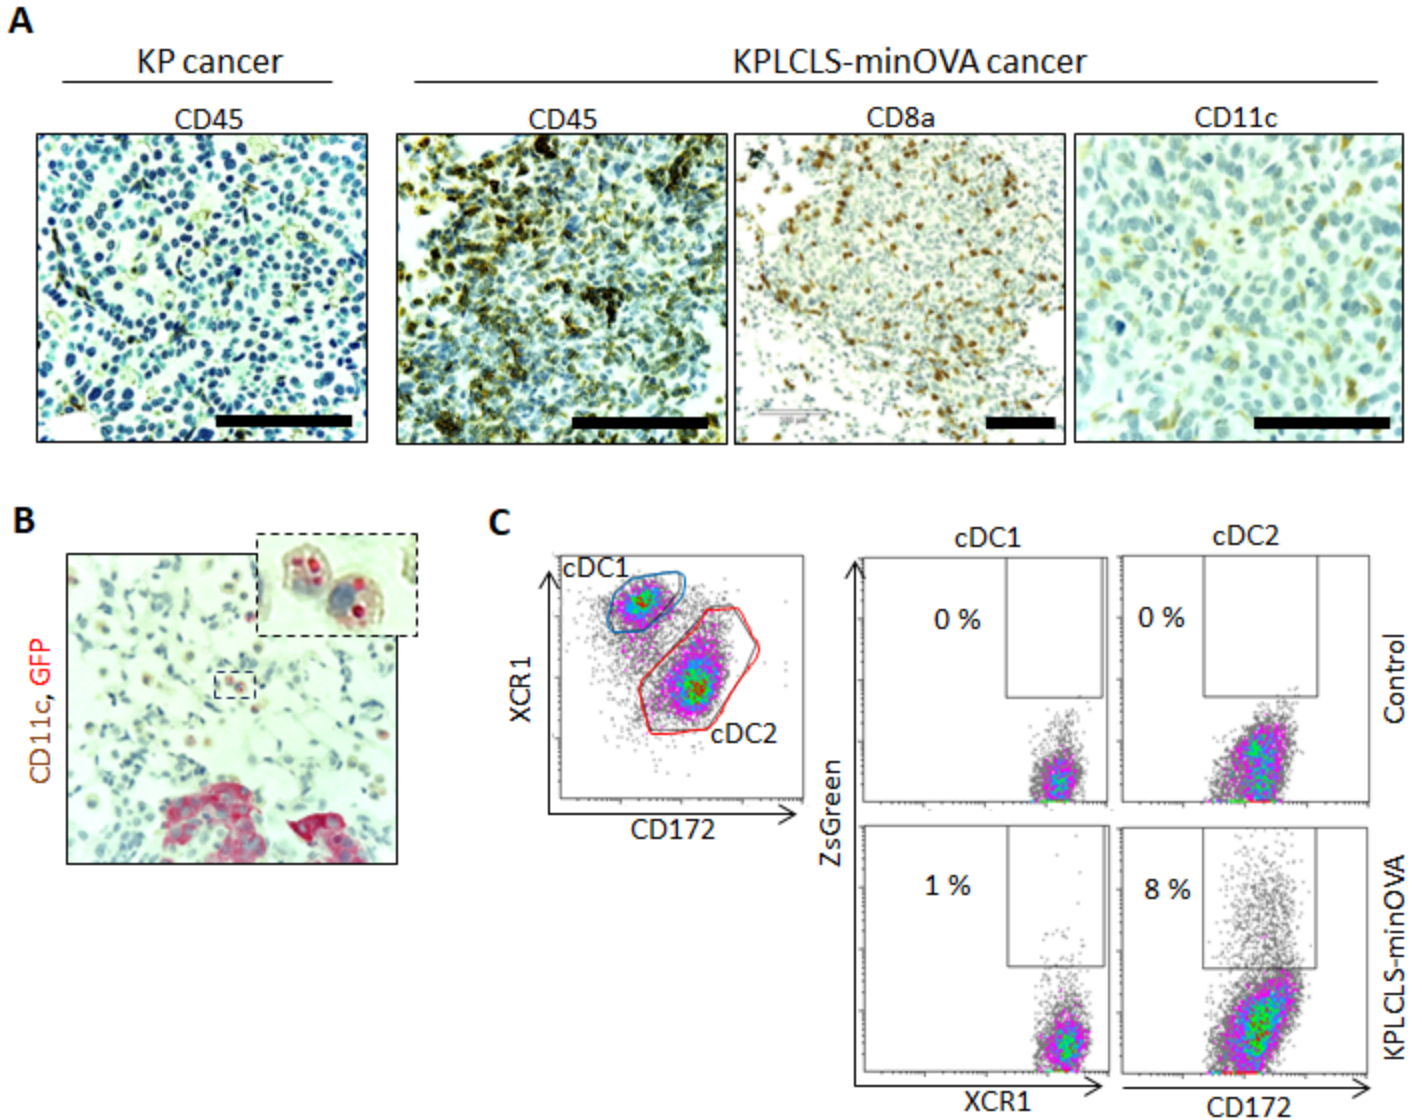 A
KP cancer
KPLCLS-minOVA cancer
CD45
CD45
CD8a
CD11c
B
CD11c, GFP
C
cDC1
cDC2
XCR1
CD172
cDC1
cDC2
0 %
0 %
Control
ZsGreen
1 %
8 %
KPLCLS-minOVA
XCR1
CD172